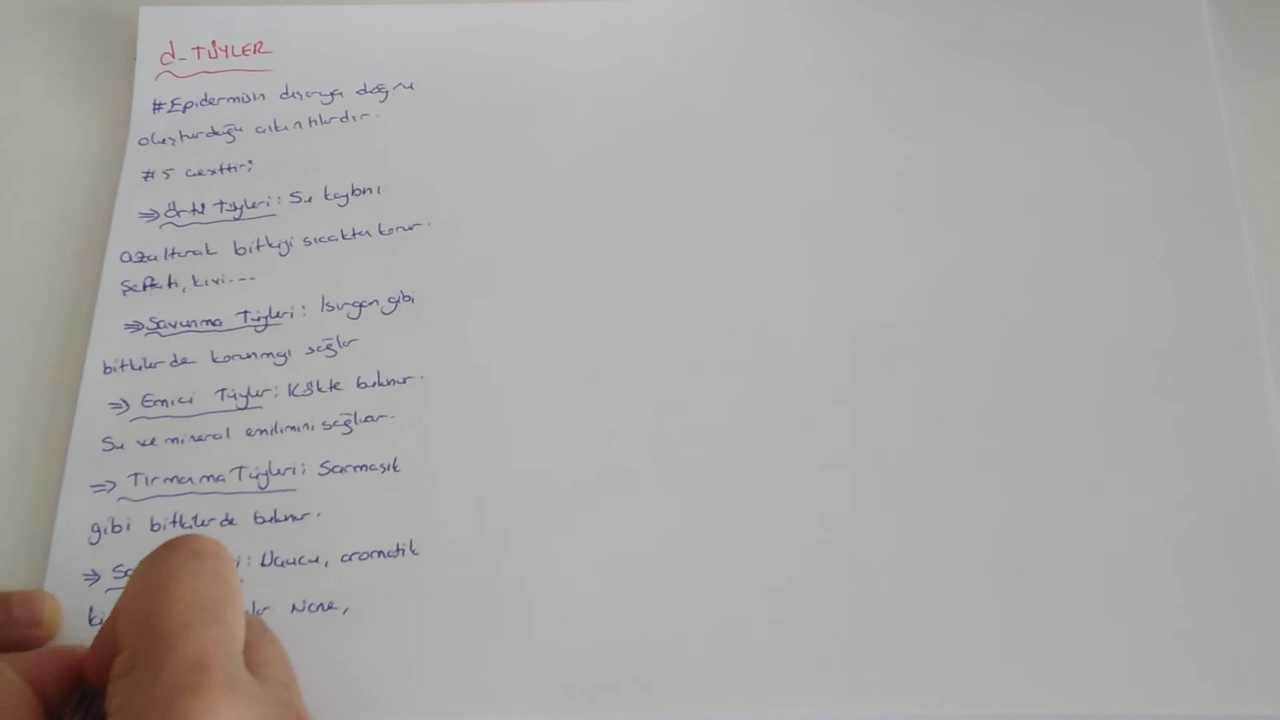 d- TÜYLER
#Epidermisin dışarıya doğru
oluşturduğu çıkıntılardır.
# 5 çeşittir;
⇒ Örtü Tüyleri: Su kaybını
azaltarak bitkiyi sıcaktan korur.
Şeftali, kivi...
⇒ Savunma Tüyleri: Isırgan gibi
bitkilerde korunmayı sağlar
⇒ Emici Tüyler: Kökte bulunur.
Su ve mineral emilimini sağlar.
⇒ Tırmanma Tüyleri: Sarmaşık
gibi bitkilerde bulunur.
⇒ : Uçucu, aromatik
Nane,